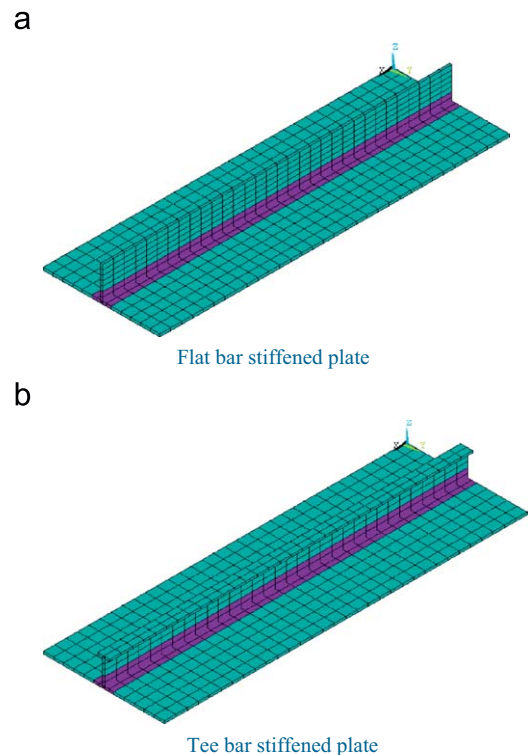 a
Z
X
Y
Flat bar stiffened plate
b
Z
X
Y
Tee bar stiffened plate